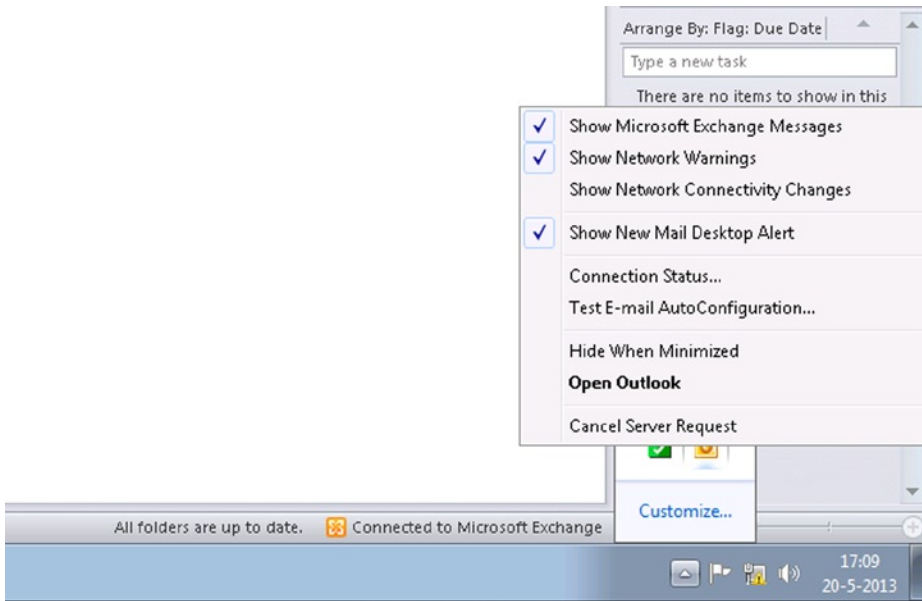 Arrange By: Flag: Due Date
Type a new task
There are no items to show in this
Show Microsoft Exchange Messages
Show Network Warnings
Show Network Connectivity Changes
Show New Mail Desktop Alert
Connection Status...
Test E-mail AutoConfiguration...
Hide When Minimized
Open Outlook
Cancel Server Request
Customize...
All folders are up to date. Connected to Microsoft Exchange
17:09
20-5-2013